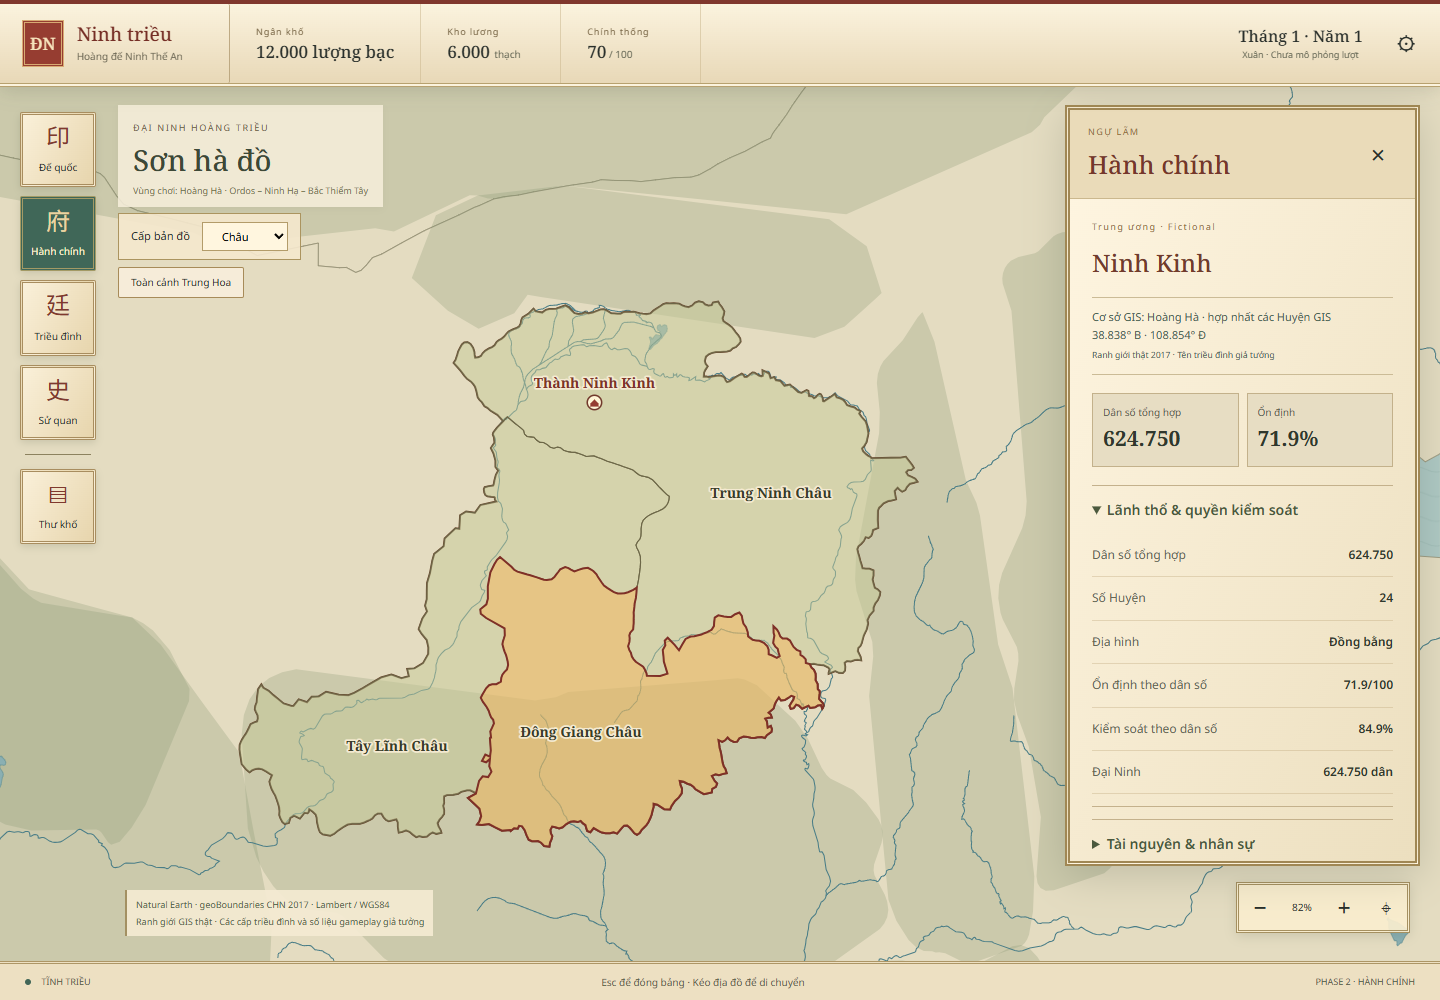 ĐN
Ninh triều
Hoàng đế Ninh Thế An
Ngân khố
12.000 lượng bạc
Kho lương
6.000 thạch
Chính thống
70 / 100
Tháng 1 · Năm 1
Xuân · Chưa mô phỏng lượt
印
Đế quốc
府
Hành chính
廷
Triều đình
史
Sử quan
▤
Thư khố
ĐẠI NINH HOÀNG TRIỀU
Sơn hà đồ
Vùng chơi: Hoàng Hà · Ordos – Ninh Hạ – Bắc Thiểm Tây
Cấp bản đồ
Châu
Toàn cảnh Trung Hoa
Thành Ninh Kinh
Trung Ninh Châu
Đông Giang Châu
Tây Lĩnh Châu
NGỰ LÃM
Hành chính
×
Trung ương · Fictional
Ninh Kinh
Cơ sở GIS: Hoàng Hà · hợp nhất các Huyện GIS
38.838° B · 108.854° Đ
Ranh giới thật 2017 · Tên triều đình giả tưởng
Dân số tổng hợp
624.750
Ổn định
71.9%
▼ Lãnh thổ & quyền kiểm soát
Dân số tổng hợp 624.750
Số Huyện 24
Địa hình Đồng bằng
Ổn định theo dân số 71.9/100
Kiểm soát theo dân số 84.9%
Đại Ninh 624.750 dân
▶ Tài nguyên & nhân sự
Natural Earth · geoBoundaries CHN 2017 · Lambert / WGS84
Ranh giới GIS thật · Các cấp triều đình và số liệu gameplay giả tưởng
− 82% + ⌖
TĨNH TRIỀU
Esc để đóng bảng · Kéo địa đồ để di chuyển
PHASE 2 · HÀNH CHÍNH